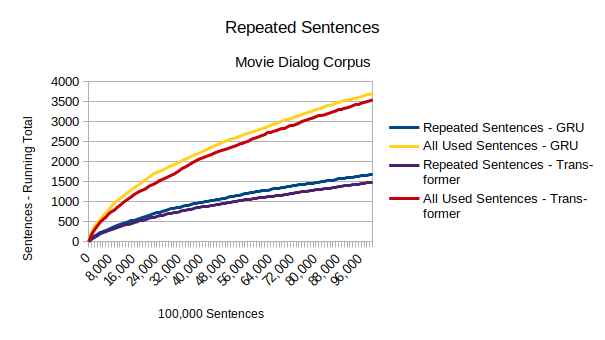 Repeated Sentences
Movie Dialog Corpus
Sentences - Running Total
4000
3500
3000
2500
2000
1500
1000
500
0
0
8,000
16,000
24,000
32,000
40,000
48,000
56,000
64,000
72,000
80,000
88,000
96,000
100,000 Sentences
Repeated Sentences - GRU
All Used Sentences - GRU
Repeated Sentences - Trans-
former
All Used Sentences - Trans-
former